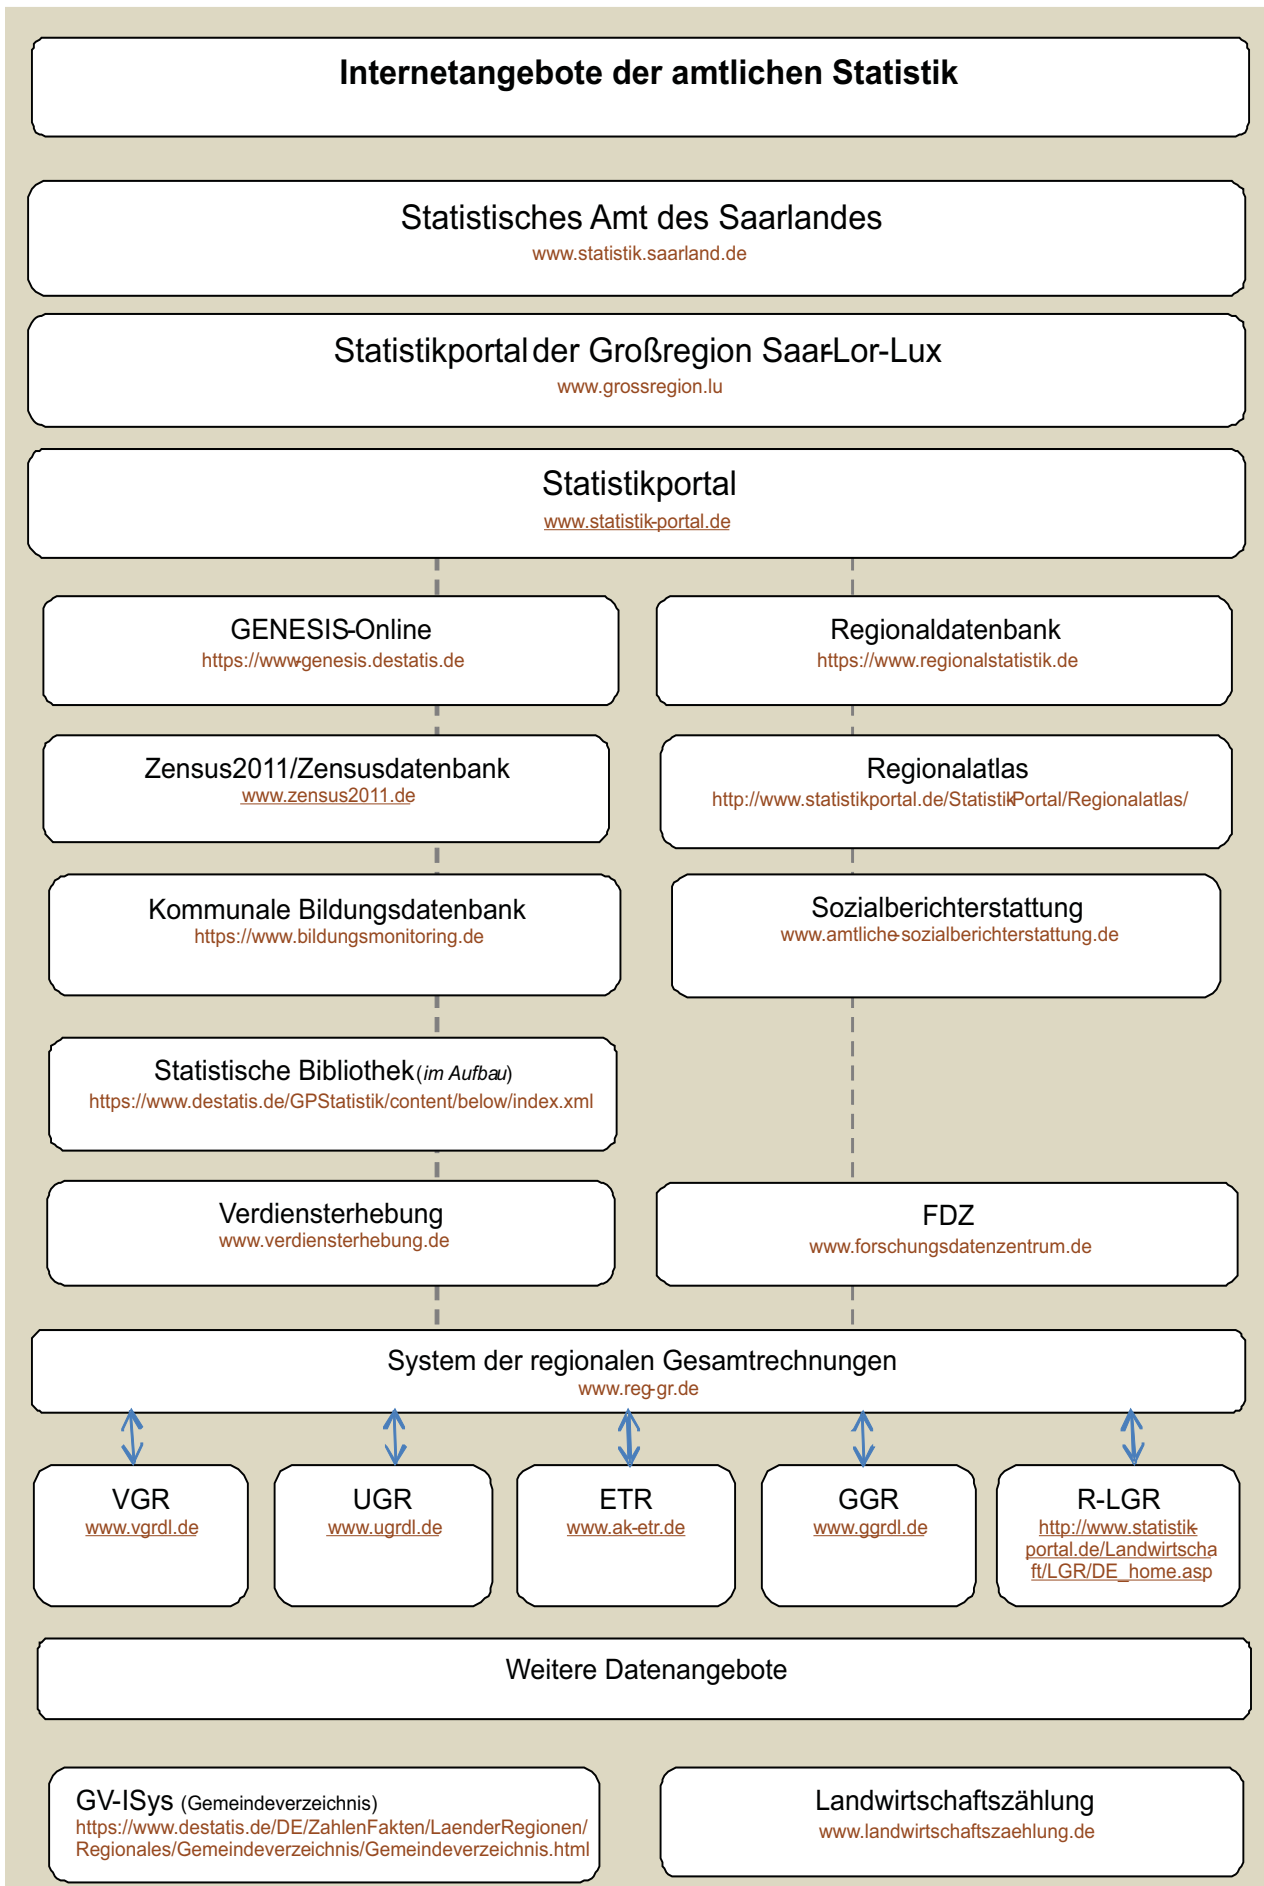 Internetangebote der amtlichen Statistik
Statistisches Amt des Saarlandes
www.statistik.saarland.de
Statistikportal der Großregion Saar-Lor-Lux
www.grossregion.lu
Statistikportal
www.statistik-portal.de
GENESIS-Online
https://www-genesis.destatis.de
Regionaldatenbank
https://www.regionalstatistik.de
Zensus2011/Zensusdatenbank
www.zensus2011.de
Regionalatlas
http://www.statistikportal.de/Statistik-Portal/Regionalatlas/
Kommunale Bildungsdatenbank
https://www.bildungsmonitoring.de
Sozialberichterstattung
www.amtliche-sozialberichterstattung.de
Statistische Bibliothek (im Aufbau)
https://www.destatis.de/GPStatistik/content/below/index.xml
Verdiensterhebung
www.verdiensterhebung.de
FDZ
www.forschungsdatenzentrum.de
System der regionalen Gesamtrechnungen
www.reg-gr.de
VGR
www.vgrdl.de
UGR
www.ugrdl.de
ETR
www.ak-etr.de
GGR
www.ggrdl.de
R-LGR
http://www.statistik-
portal.de/Landwirtscha
ft/LGR/DE_home.asp
Weitere Datenangebote
GV-ISys (Gemeindeverzeichnis)
https://www.destatis.de/DE/ZahlenFakten/LaenderRegionen/
Regionales/Gemeindeverzeichnis/Gemeindeverzeichnis.html
Landwirtschaftszählung
www.landwirtschaftszaehlung.de